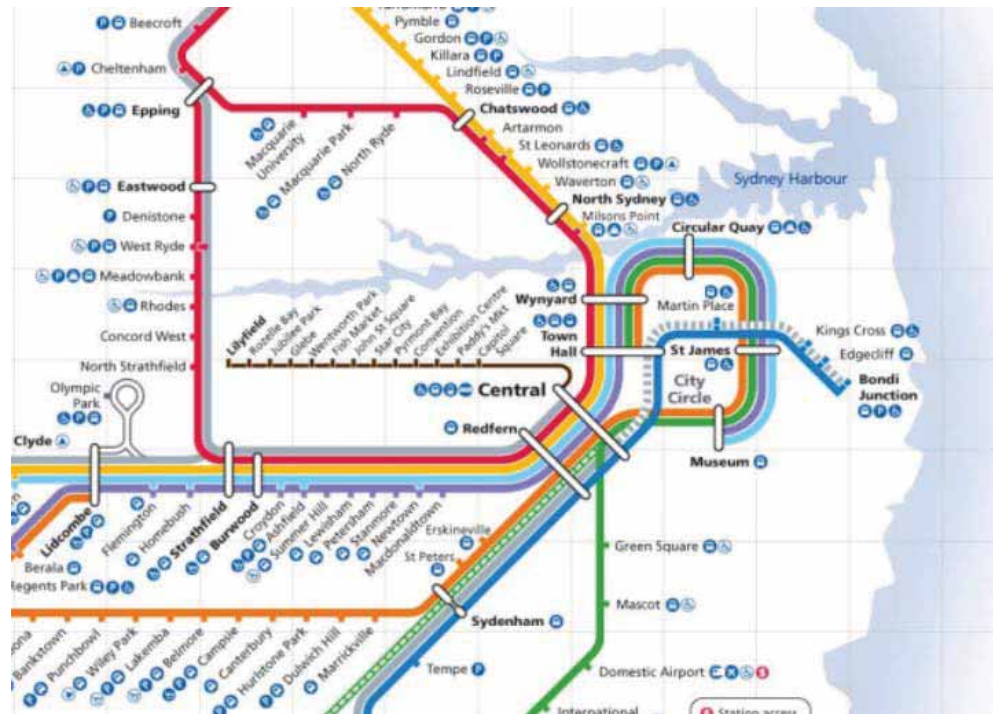 Pymble
Beecroft
Gordon
Killara
Cheltenham
Lindfield
Roseville
Epping
Chatswood
Artarmon
Macquarie
University
Macquarie Park
North Ryde
St Leonards
Wollstonecraft
Waverton
Eastwood
Sydney Harbour
North Sydney
Milsons Point
Denistone
Circular Quay
West Ryde
Meadowbank
Rhodes
Wynyard
Martin Place
Concord West
Town
Hall
Kings Cross
St James
Edgecliff
North Strathfield
Lilyfield
Rozelle Bay
Jubilee Park
Glebe
Wentworth Park
Fish Market
John St Square
Star City
Pyrmont Bay
Convention
Exhibition Centre
Paddy's Mkt
Capitol
Square
Olympic
Park
Central
City
Circle
Bondi
Junction
Clyde
Redfern
Museum
Lidcombe
Flemington
Homebush
Strathfield
Burwood
Croydon
Ashfield
Summer Hill
Lewisham
Petersham
Stanmore
Newtown
Macdonaldtown
Erskineville
St Peters
Berala
Regents Park
Green Square
Mascot
Sydenham
Bankstown
Punchbowl
Wiley Park
Lakemba
Belmore
Campsie
Canterbury
Hurlstone Park
Dulwich Hill
Marrickville
Tempe
Domestic Airport
International
Station access